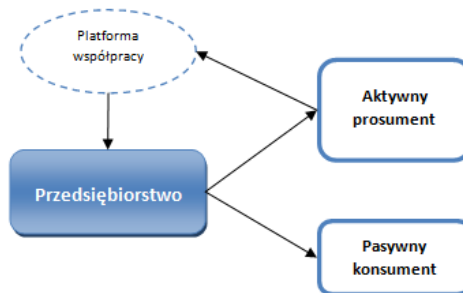 Platforma
współpracy
Aktywny
prosument
Przedsiębiorstwo
Pasywny
konsument